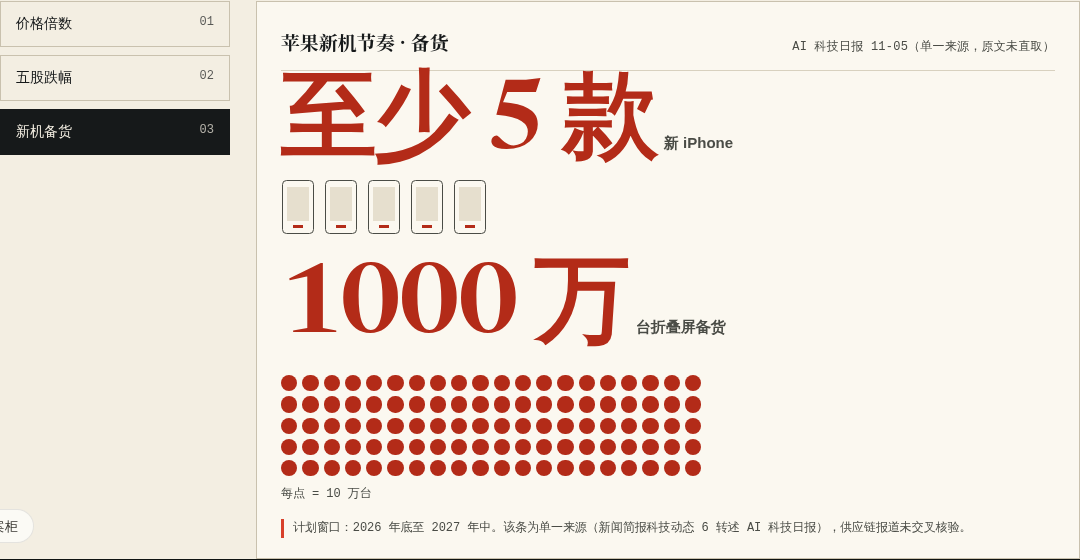 价格倍数 01
五股跌幅 02
新机备货 03
案柜
苹果新机节奏 · 备货
AI 科技日报 11-05（单一来源，原文未直取）
至少 5 款 新 iPhone
1000 万 台折叠屏备货
每点 = 10 万台
计划窗口：2026 年底至 2027 年中。该条为单一来源（新闻简报科技动态 6 转述 AI 科技日报），供应链报道未交叉核验。